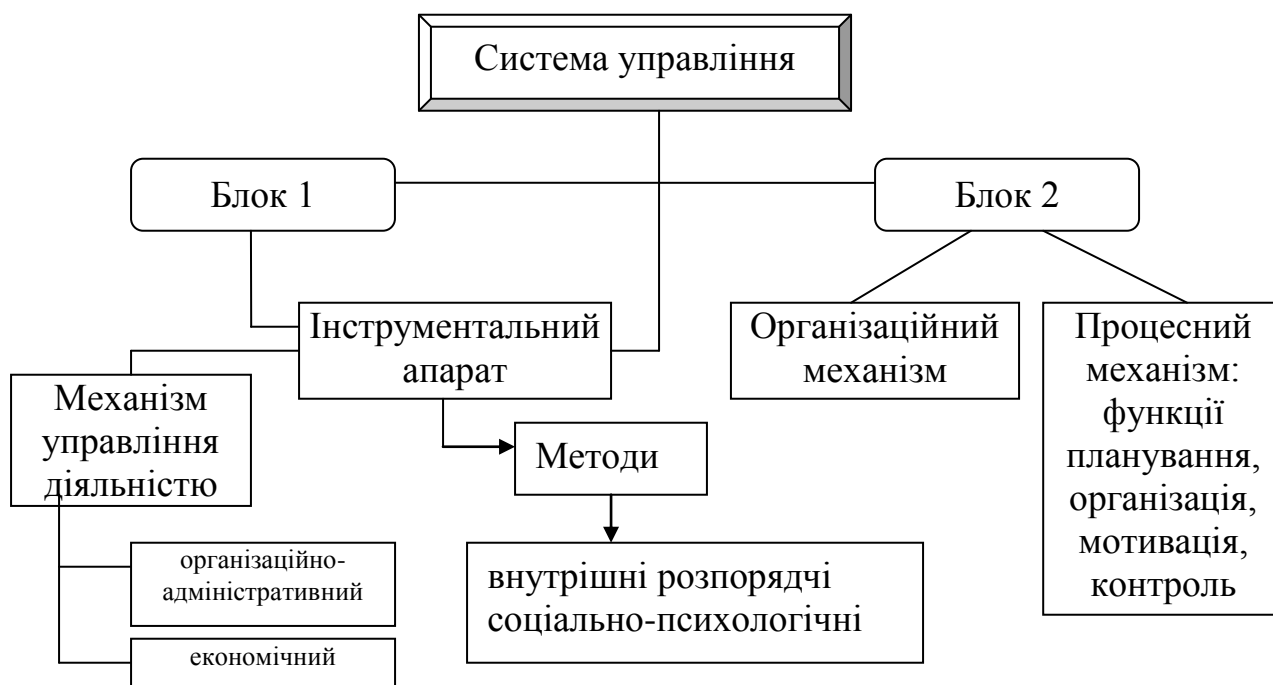 Система управління
Блок 1
Блок 2
Інструментальний
апарат
Організаційний
механізм
Процесний
механізм:
функції
планування,
організація,
мотивація,
контроль
Механізм
управління
діяльністю
Методи
організаційно-
адміністративний
економічний
внутрішні розпорядчі
соціально-психологічні